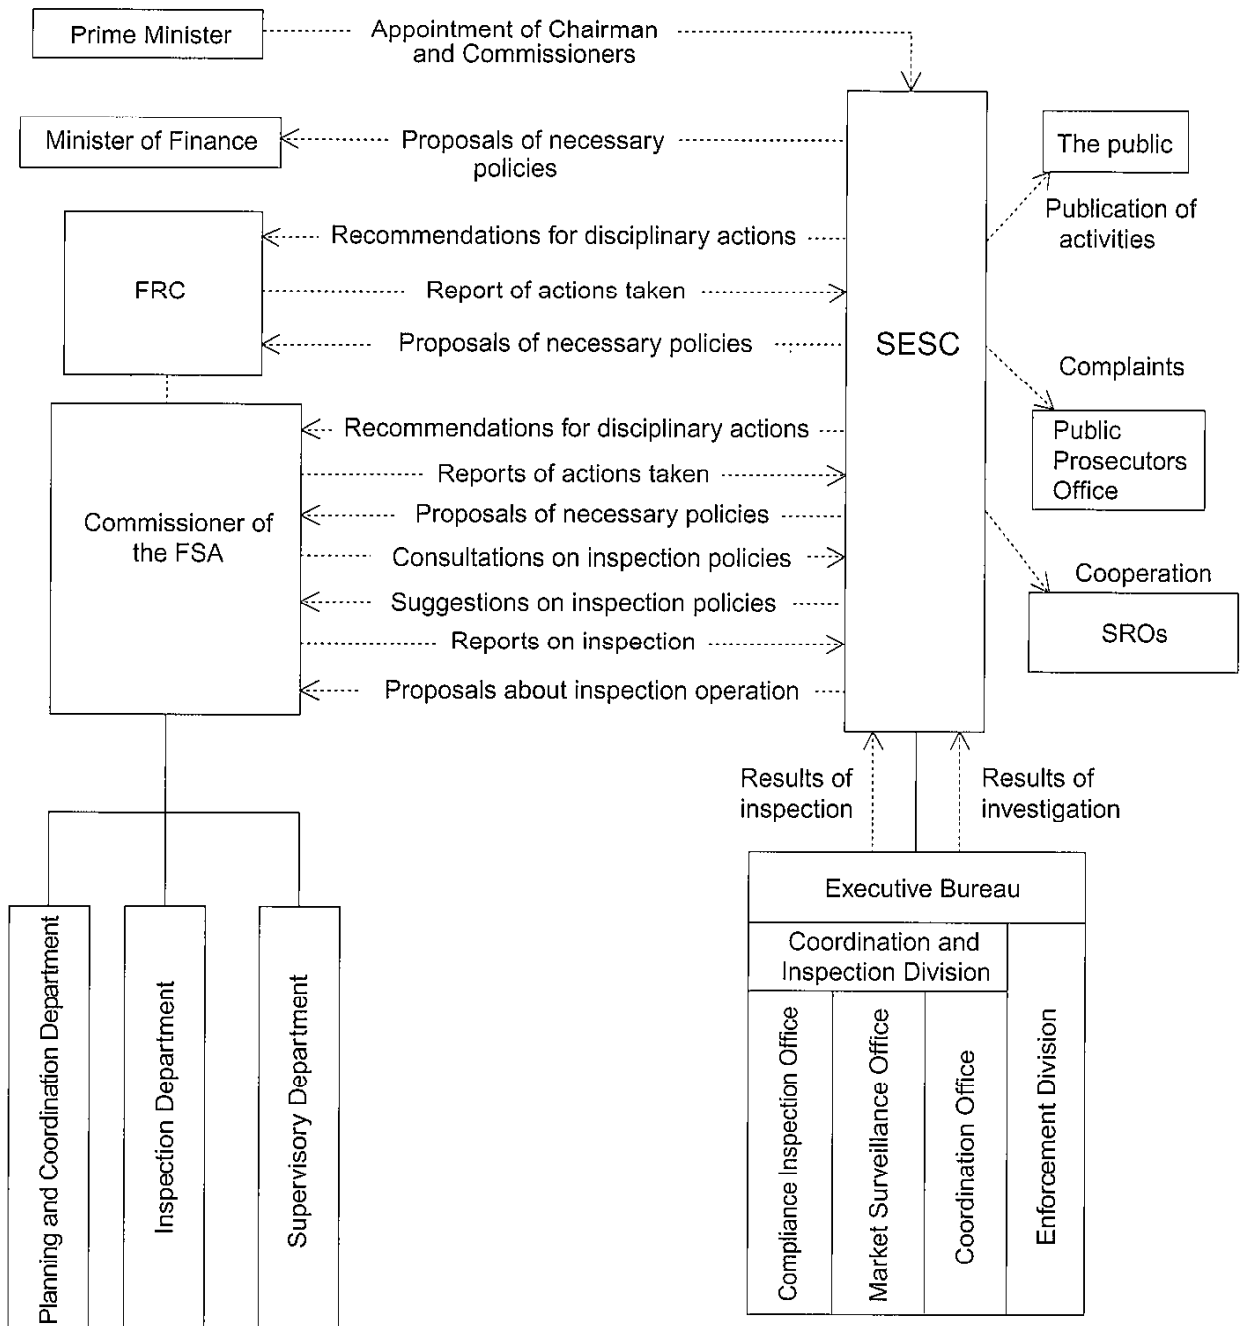 Prime Minister
Appointment of Chairman
and Commissioners
Minister of Finance
Proposals of necessary
policies
The public
Publication of
activities
FRC
Recommendations for disciplinary actions
Report of actions taken
Proposals of necessary policies
SESC
Complaints
Public
Prosecutors
Office
Commissioner of
the FSA
Recommendations for disciplinary actions
Reports of actions taken
Proposals of necessary policies
Consultations on inspection policies
Suggestions on inspection policies
Reports on inspection
Proposals about inspection operation
Cooperation
SROs
Results of
inspection
Results of
investigation
Executive Bureau
Coordination and
Inspection Division
Planning and Coordination Department
Inspection Department
Supervisory Department
Compliance Inspection Office
Market Surveillance Office
Coordination Office
Enforcement Division